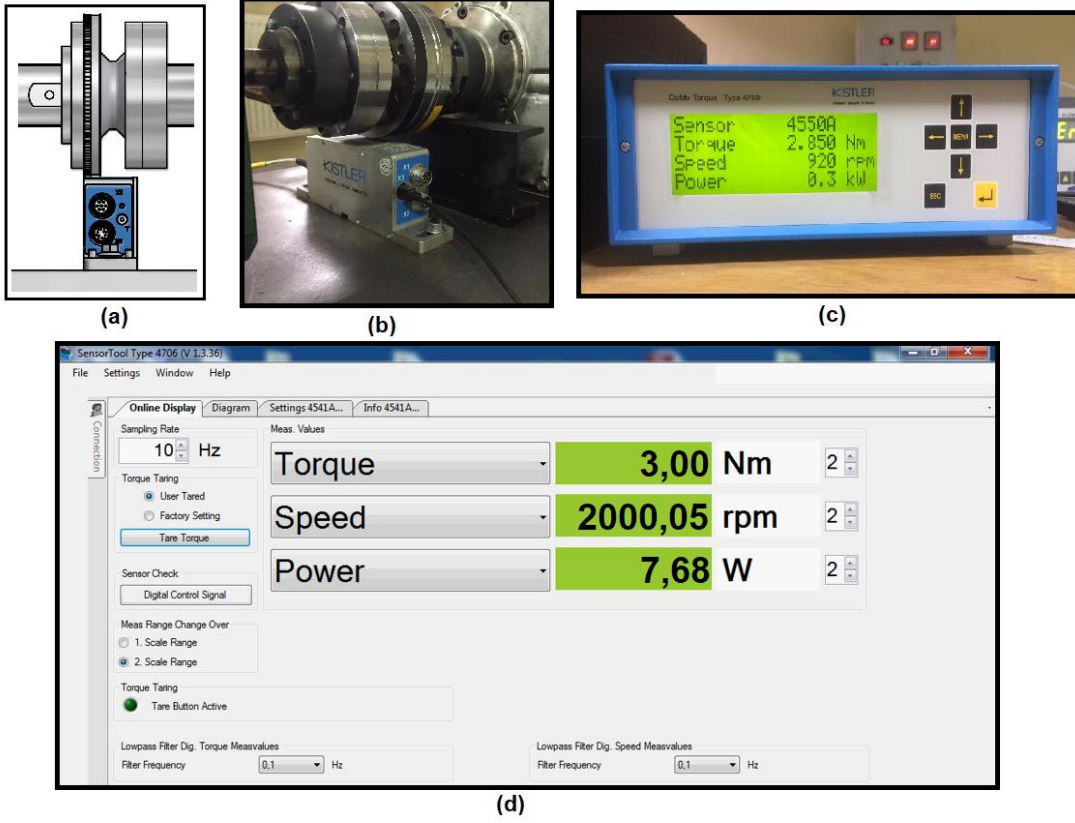 (a)
KISTLER
X1
(b)
CoMo Torque Type 4700
KISTLER
Sensor 4550A
Torque 2.850 Nm
Speed 920 rpm
Power 0.3 kW
MENU
ESC
(c)
SensorTool Type 4706 (V 1.3.36)
File Settings Window Help
Connection
Online Display Diagram Settings 4541A... Info 4541A...
Sampling Rate
10 Hz
Torque Taring
User Tared
Factory Setting
Tare Torque
Sensor Check
Digital Control Signal
Meas Range Change Over
1. Scale Range
2. Scale Range
Torque Taring
Tare Button Active
Meas. Values
Torque 3,00 Nm 2
Speed 2000,05 rpm 2
Power 7,68 W 2
Lowpass Filter Dig. Torque Measvalues
Filter Frequency 0,1 Hz
Lowpass Filter Dig. Speed Measvalues
Filter Frequency 0,1 Hz
(d)